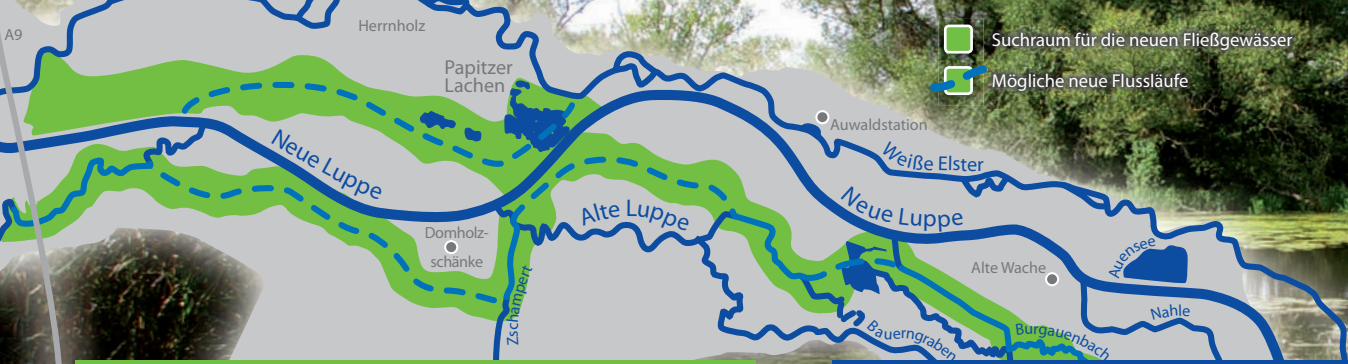 A9
Herrnholz
Suchraum für die neuen Fließgewässer
Mögliche neue Flussläufe
Papitzer
Lachen
Auwaldstation
Neue Luppe
Weiße Elster
Alte Luppe
Neue Luppe
Domholz-
schänke
Auensee
Alte Wache
Zschampert
Nahle
Bauerngraben
Burgauenbach